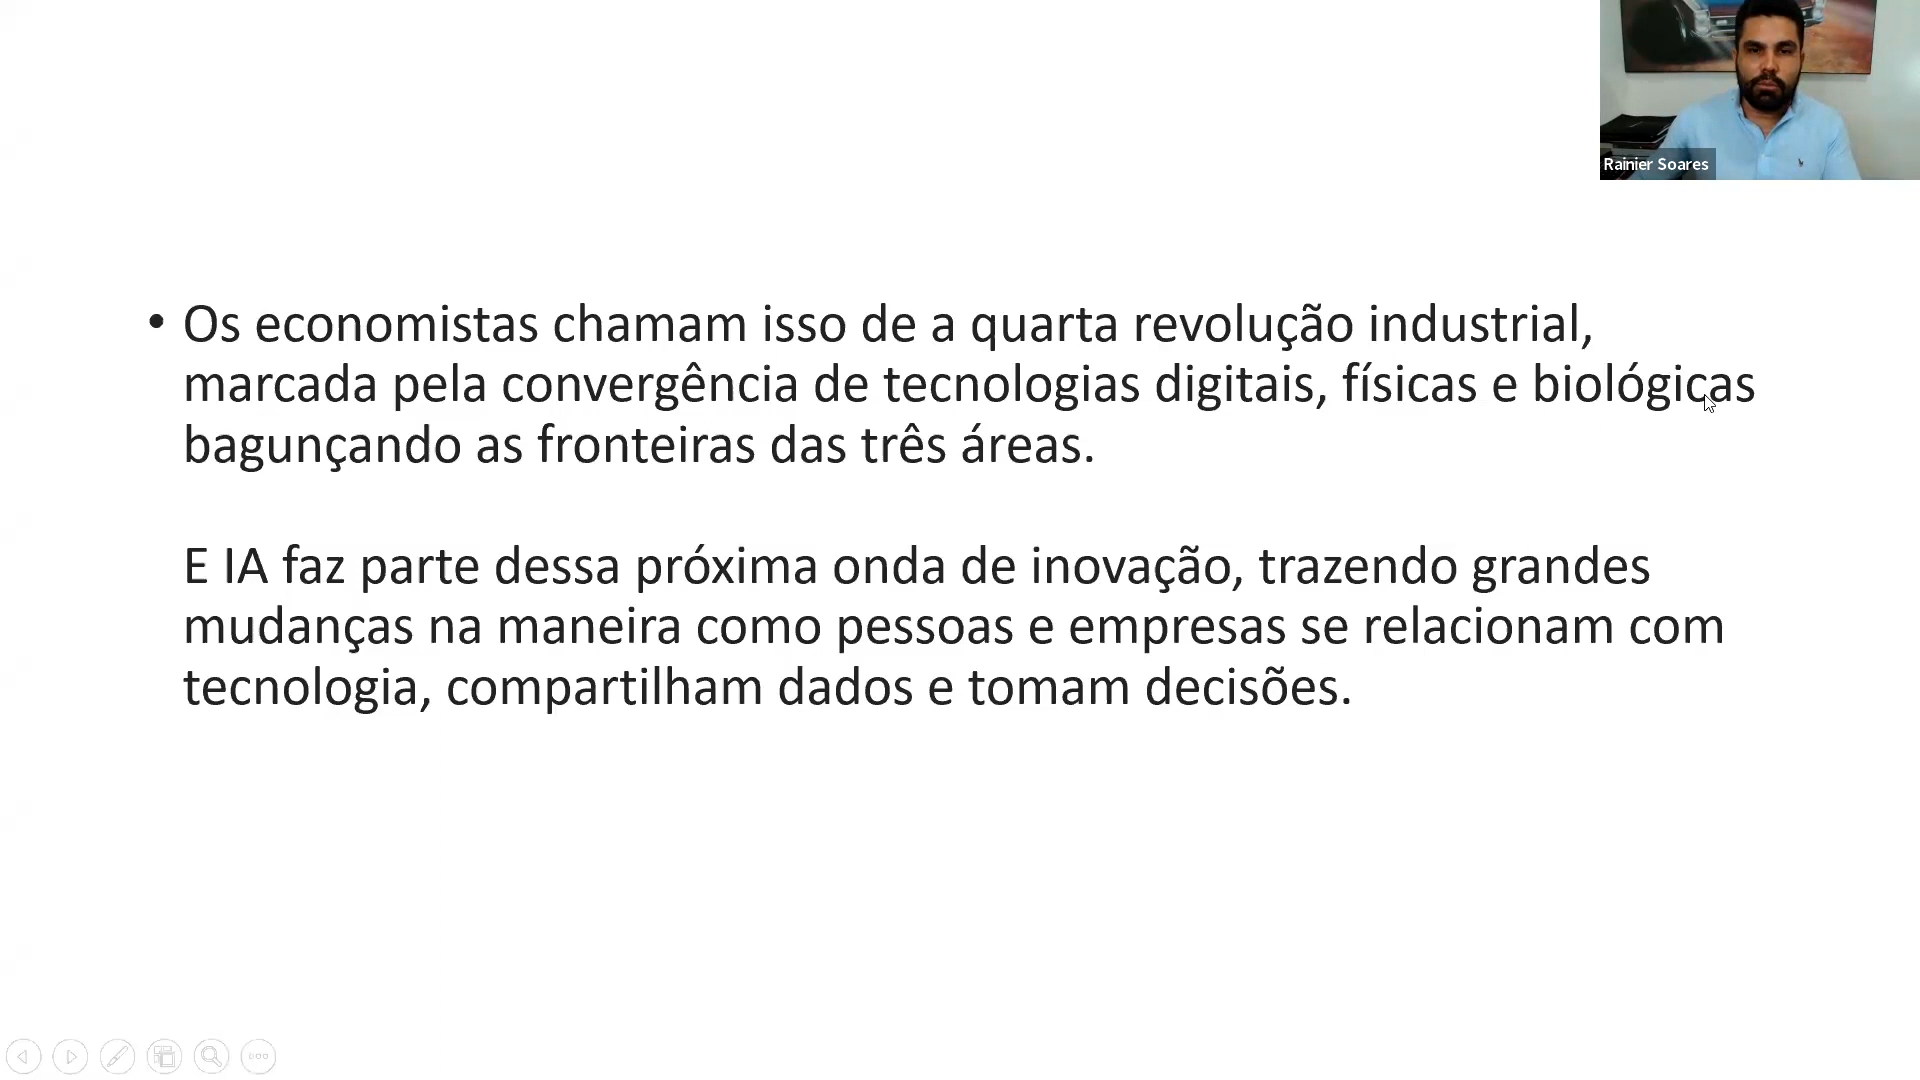 Rainier Soares
• Os economistas chamam isso de a quarta revolução industrial,
marcada pela convergência de tecnologias digitais, físicas e biológicas
bagunçando as fronteiras das três áreas.
E IA faz parte dessa próxima onda de inovação, trazendo grandes
mudanças na maneira como pessoas e empresas se relacionam com
tecnologia, compartilham dados e tomam decisões.